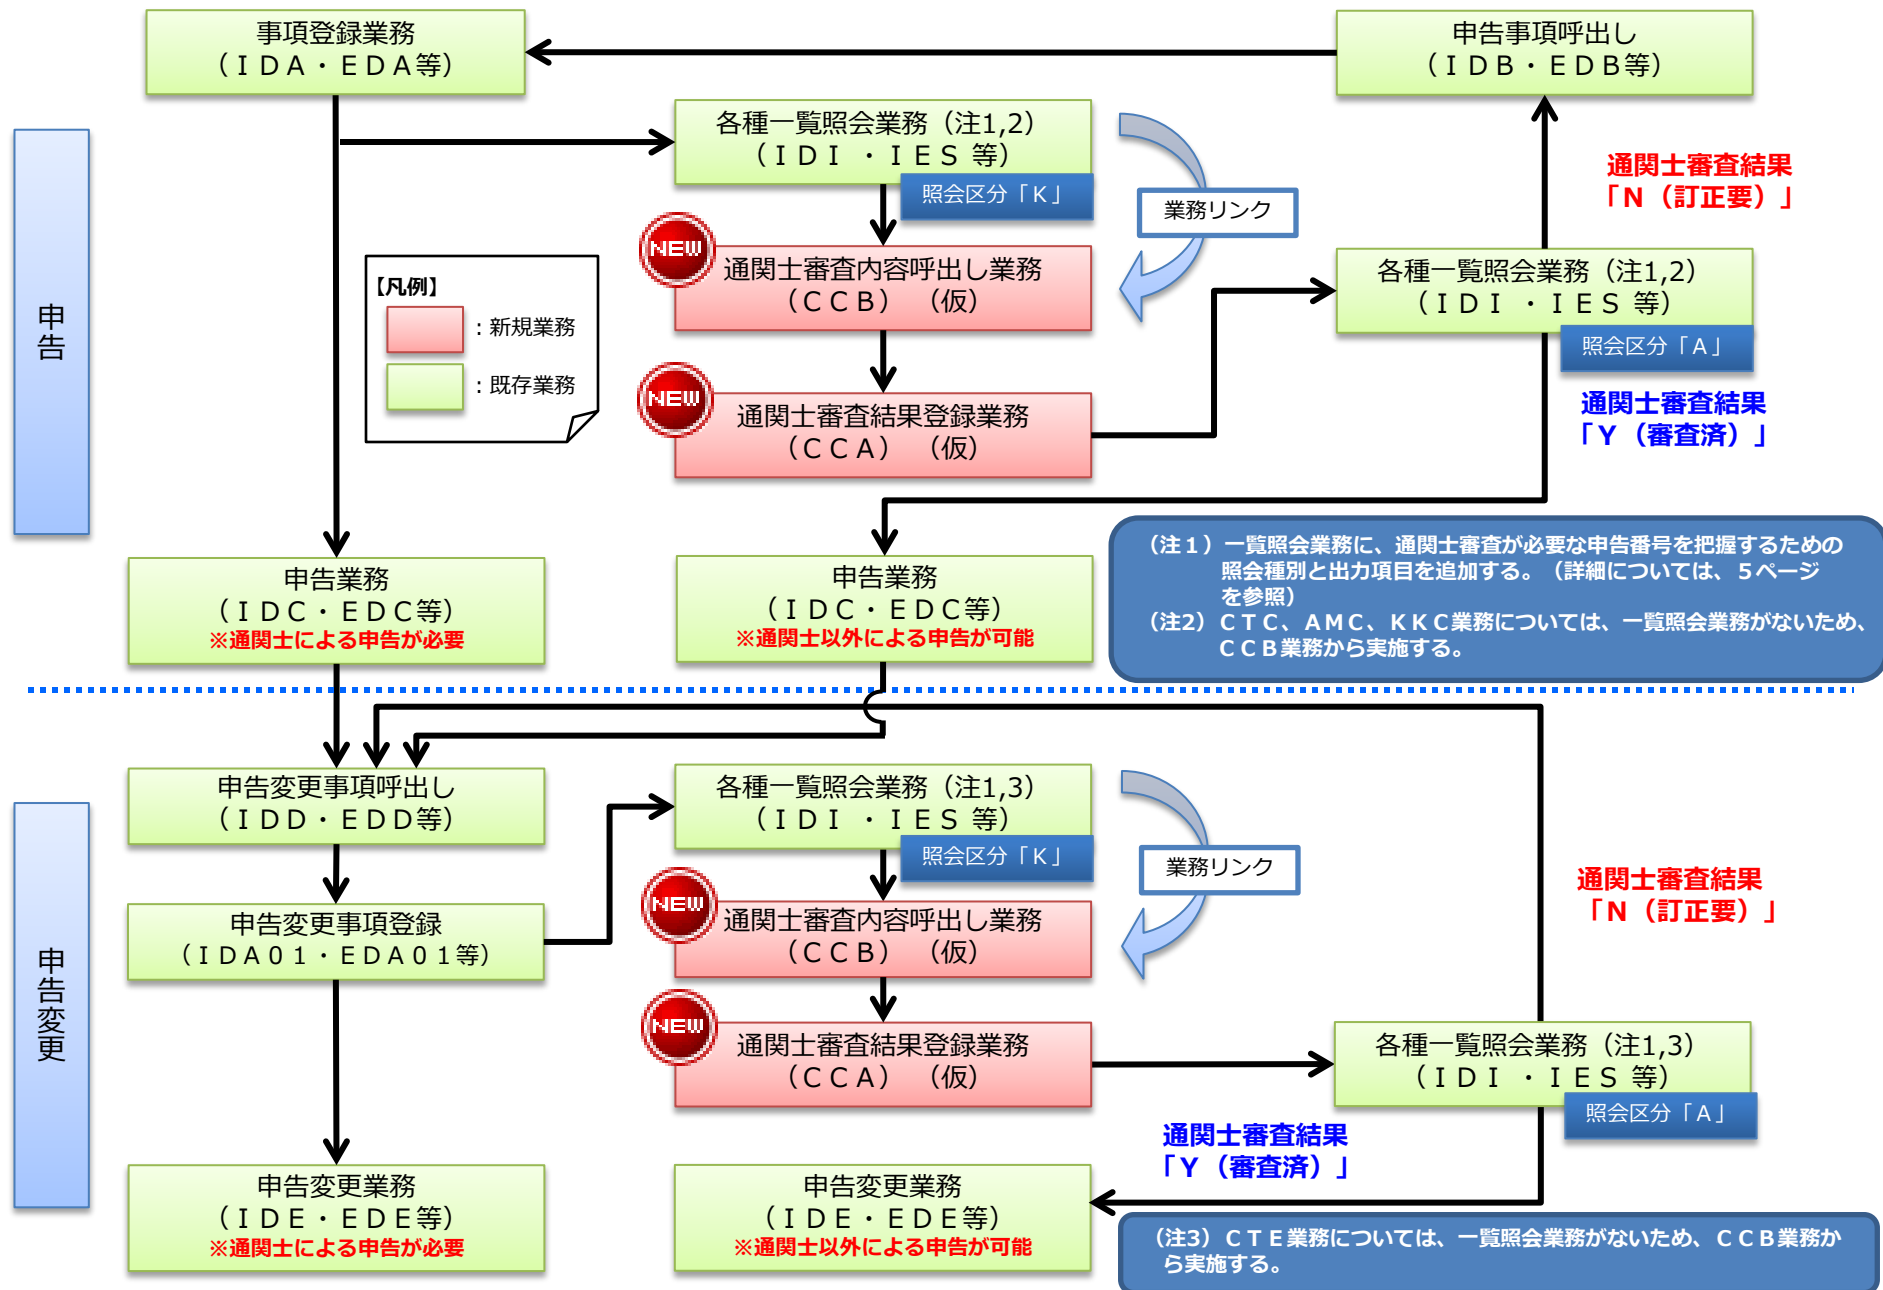 事項登録業務
（ＩＤＡ・ＥＤＡ等）
申告事項呼出し
（ＩＤＢ・ＥＤＢ等）
申告
各種一覧照会業務（注1,2）
（ＩＤＩ ・ＩＥＳ 等）
照会区分「Ｋ」
業務リンク
通関士審査結果
「Ｎ（訂正要）」
NEW
通関士審査内容呼出し業務
（ＣＣＢ）（仮）
各種一覧照会業務（注1,2）
（ＩＤＩ ・ＩＥＳ 等）
照会区分「Ａ」
【凡例】
：新規業務
：既存業務
NEW
通関士審査結果登録業務
（ＣＣＡ）（仮）
通関士審査結果
「Ｙ（審査済）」
申告業務
（ＩＤＣ・ＥＤＣ等）
※通関士による申告が必要
申告業務
（ＩＤＣ・ＥＤＣ等）
※通関士以外による申告が可能
（注１）一覧照会業務に、通関士審査が必要な申告番号を把握するための
照会種別と出力項目を追加する。（詳細については、５ページ
を参照）
（注2）ＣＴＣ、ＡＭＣ、ＫＫＣ業務については、一覧照会業務がないため、
ＣＣＢ業務から実施する。
申告変更
申告変更事項呼出し
（ＩＤＤ・ＥＤＤ等）
各種一覧照会業務（注1,3）
（ＩＤＩ ・ＩＥＳ 等）
照会区分「Ｋ」
業務リンク
通関士審査結果
「Ｎ（訂正要）」
申告変更事項登録
（ＩＤＡ０１・ＥＤＡ０１等）
NEW
通関士審査内容呼出し業務
（ＣＣＢ）（仮）
NEW
通関士審査結果登録業務
（ＣＣＡ）（仮）
各種一覧照会業務（注1,3）
（ＩＤＩ ・ＩＥＳ 等）
照会区分「Ａ」
通関士審査結果
「Ｙ（審査済）」
申告変更業務
（ＩＤＥ・ＥＤＥ等）
※通関士による申告が必要
申告変更業務
（ＩＤＥ・ＥＤＥ等）
※通関士以外による申告が可能
（注3）ＣＴＥ業務については、一覧照会業務がないため、ＣＣＢ業務か
ら実施する。